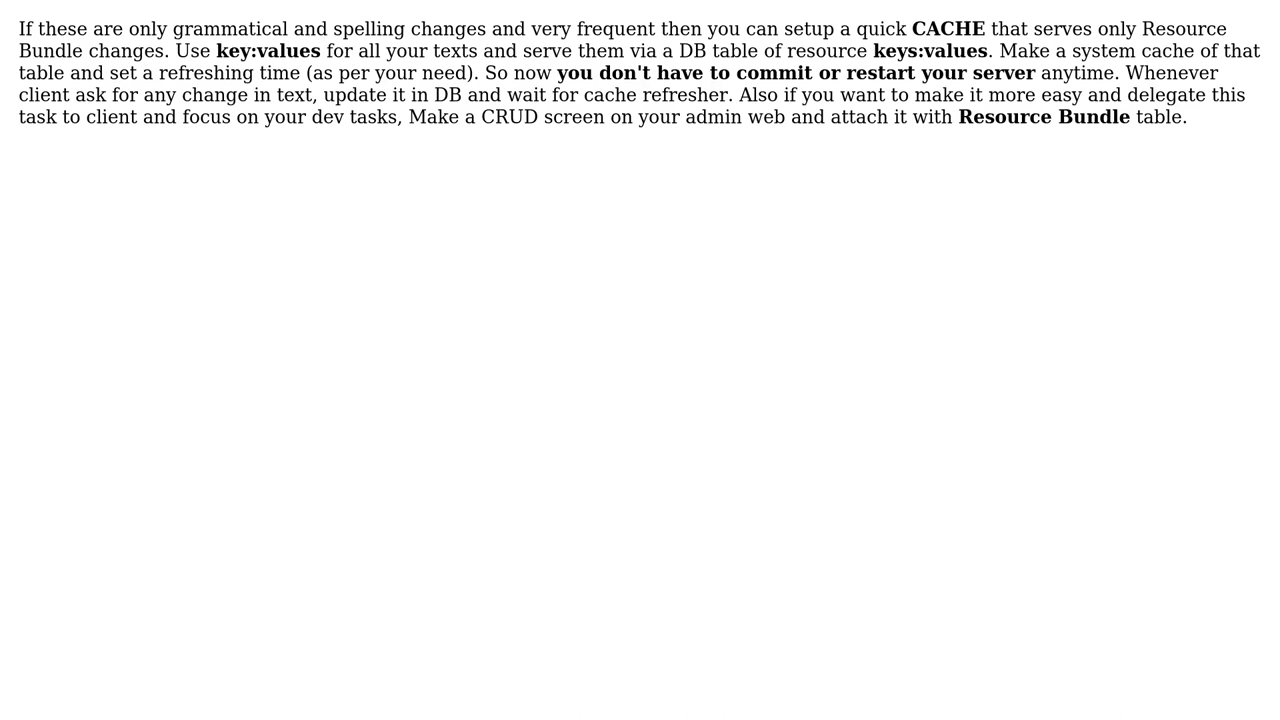 If these are only grammatical and spelling changes and very frequent then you can setup a quick CACHE that serves only Resource
Bundle changes. Use key:values for all your texts and serve them via a DB table of resource keys:values. Make a system cache of that
table and set a refreshing time (as per your need). So now you don't have to commit or restart your server anytime. Whenever
client ask for any change in text, update it in DB and wait for cache refresher. Also if you want to make it more easy and delegate this
task to client and focus on your dev tasks, Make a CRUD screen on your admin web and attach it with Resource Bundle table.